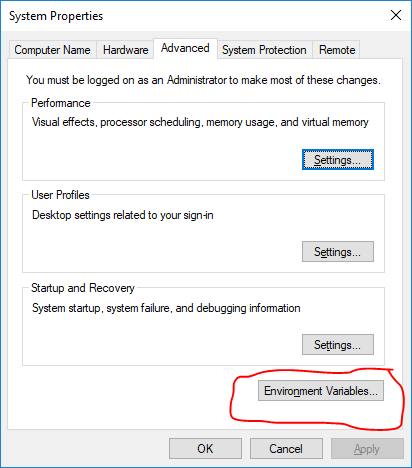 System Properties
Computer Name Hardware Advanced System Protection Remote
You must be logged on as an Administrator to make most of these changes.
Performance
Visual effects, processor scheduling, memory usage, and virtual memory
Settings...
User Profiles
Desktop settings related to your sign-in
Settings...
Startup and Recovery
System startup, system failure, and debugging information
Settings...
Environment Variables...
OK Cancel Apply